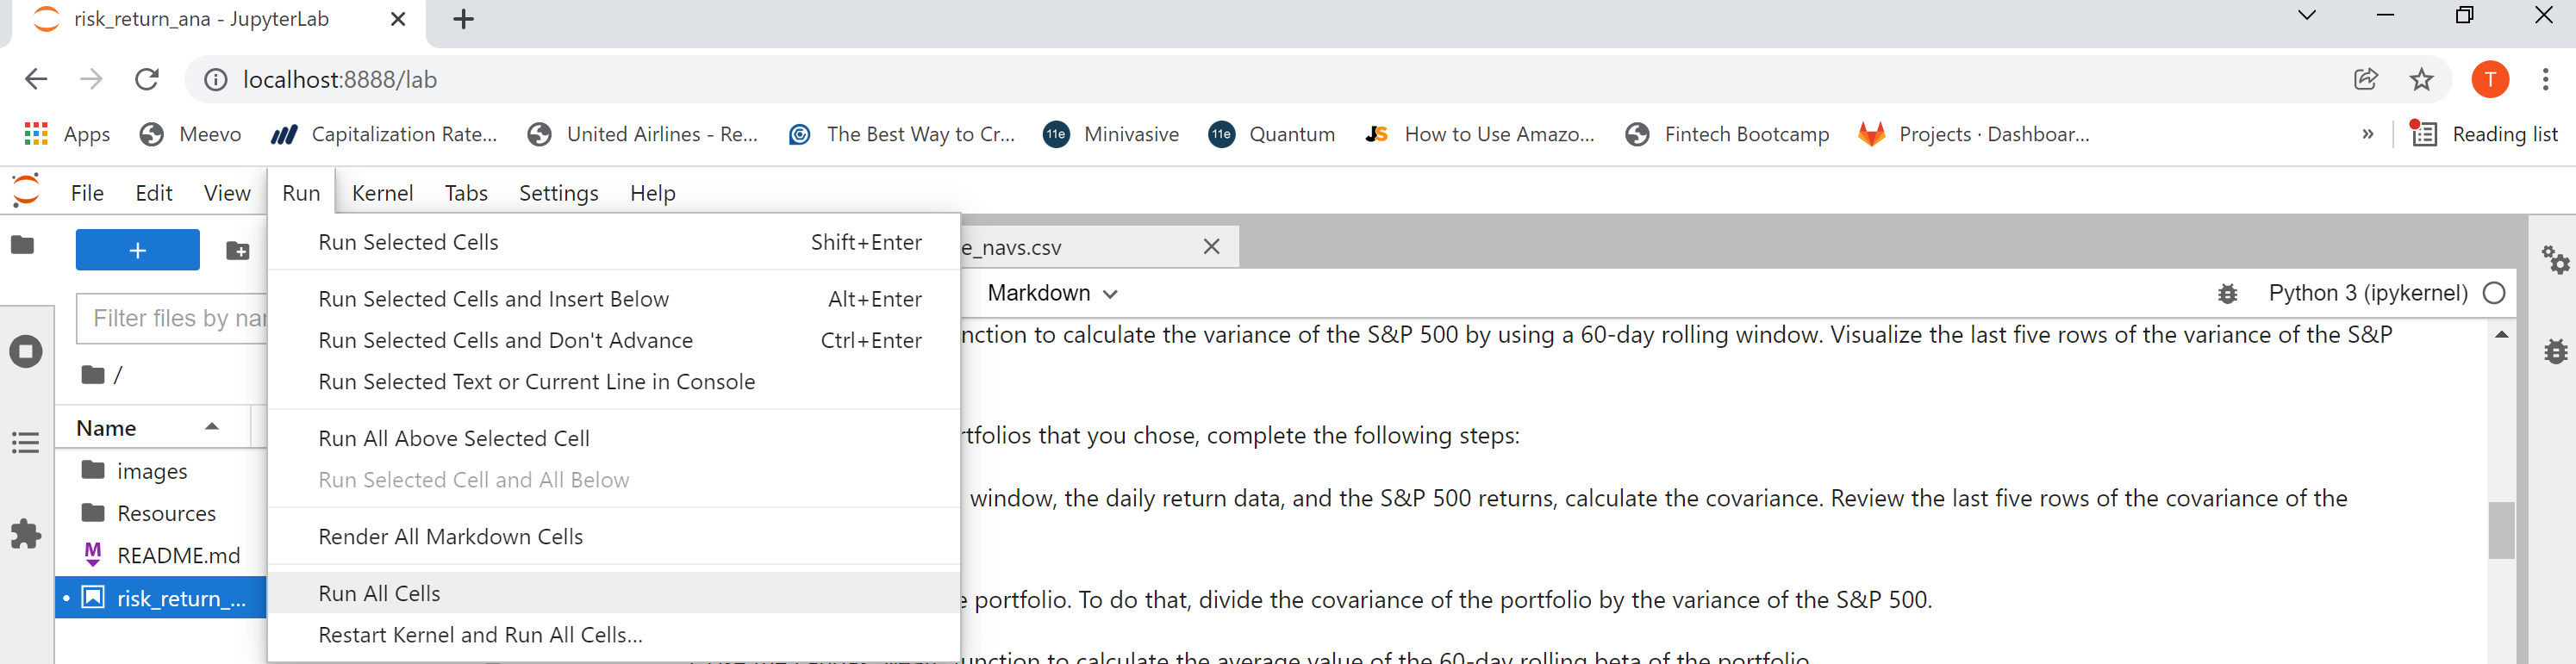 risk_return_ana - JupyterLab
localhost:8888/lab
T
Apps Meevo Capitalization Rate... United Airlines - Re... The Best Way to Cr... 11e Minivasive 11e Quantum JS How to Use Amazo... Fintech Bootcamp Projects · Dashboar... » Reading list
File Edit View Run Kernel Tabs Settings Help
Run Selected Cells Shift+Enter
e_navs.csv
Run Selected Cells and Insert Below Alt+Enter
Markdown Python 3 (ipykernel)
Filter files by nar
Run Selected Cells and Don't Advance Ctrl+Enter
nction to calculate the variance of the S&P 500 by using a 60-day rolling window. Visualize the last five rows of the variance of the S&P
/
Run Selected Text or Current Line in Console
Name
Run All Above Selected Cell
rtfolios that you chose, complete the following steps:
images
Run Selected Cell and All Below
Resources
window, the daily return data, and the S&P 500 returns, calculate the covariance. Review the last five rows of the covariance of the
Render All Markdown Cells
M README.md
risk_return_...
Run All Cells
e portfolio. To do that, divide the covariance of the portfolio by the variance of the S&P 500.
Restart Kernel and Run All Cells...
unction to calculate the average value of the 60-day rolling beta of the portfolio.